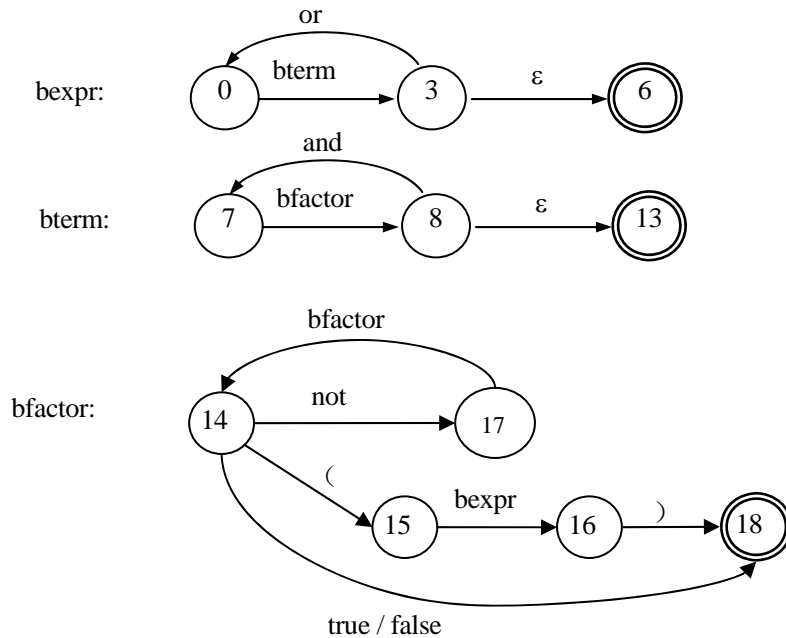 or
bexpr: 0 bterm 3 ε 6
and
bterm: 7 bfactor 8 ε 13
bfactor
bfactor: 14 not 17
(
15 bexpr 16 ) 18
true / false